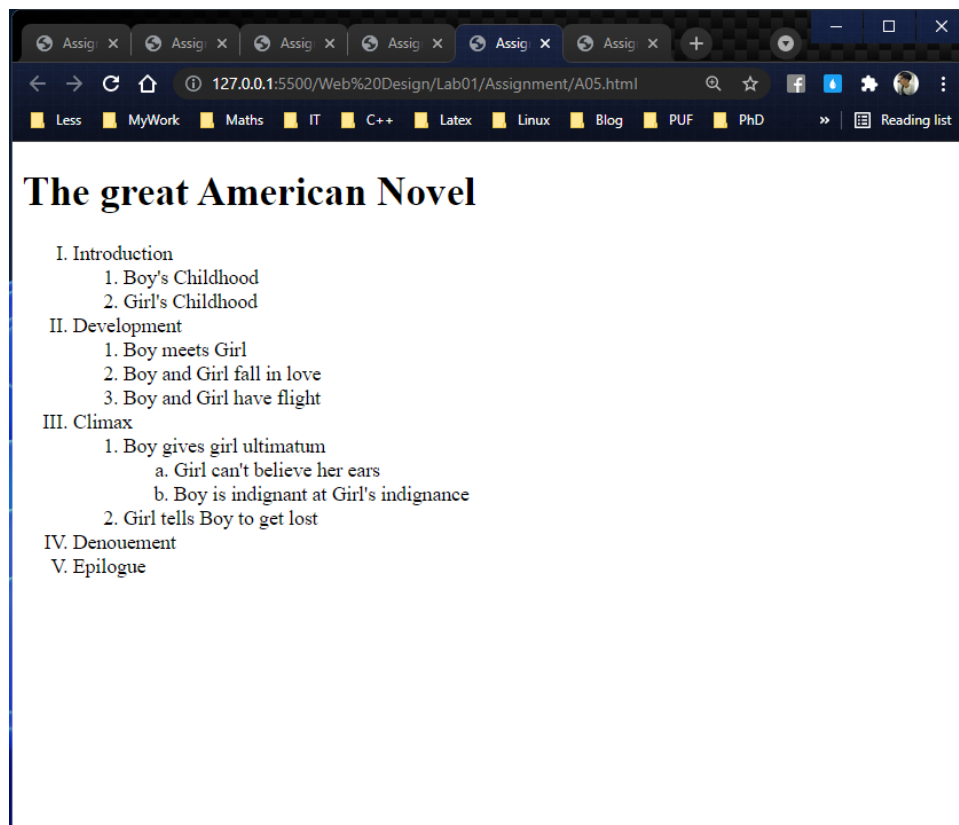 Assig
Assig
Assig
Assig
Assig
Assig
127.0.0.1:5500/Web%20Design/Lab01/Assignment/A05.html
Less MyWork Maths IT C++ Latex Linux Blog PUF PhD » Reading list
The great American Novel
I. Introduction
1. Boy's Childhood
2. Girl's Childhood
II. Development
1. Boy meets Girl
2. Boy and Girl fall in love
3. Boy and Girl have flight
III. Climax
1. Boy gives girl ultimatum
a. Girl can't believe her ears
b. Boy is indignant at Girl's indignance
2. Girl tells Boy to get lost
IV. Denouement
V. Epilogue